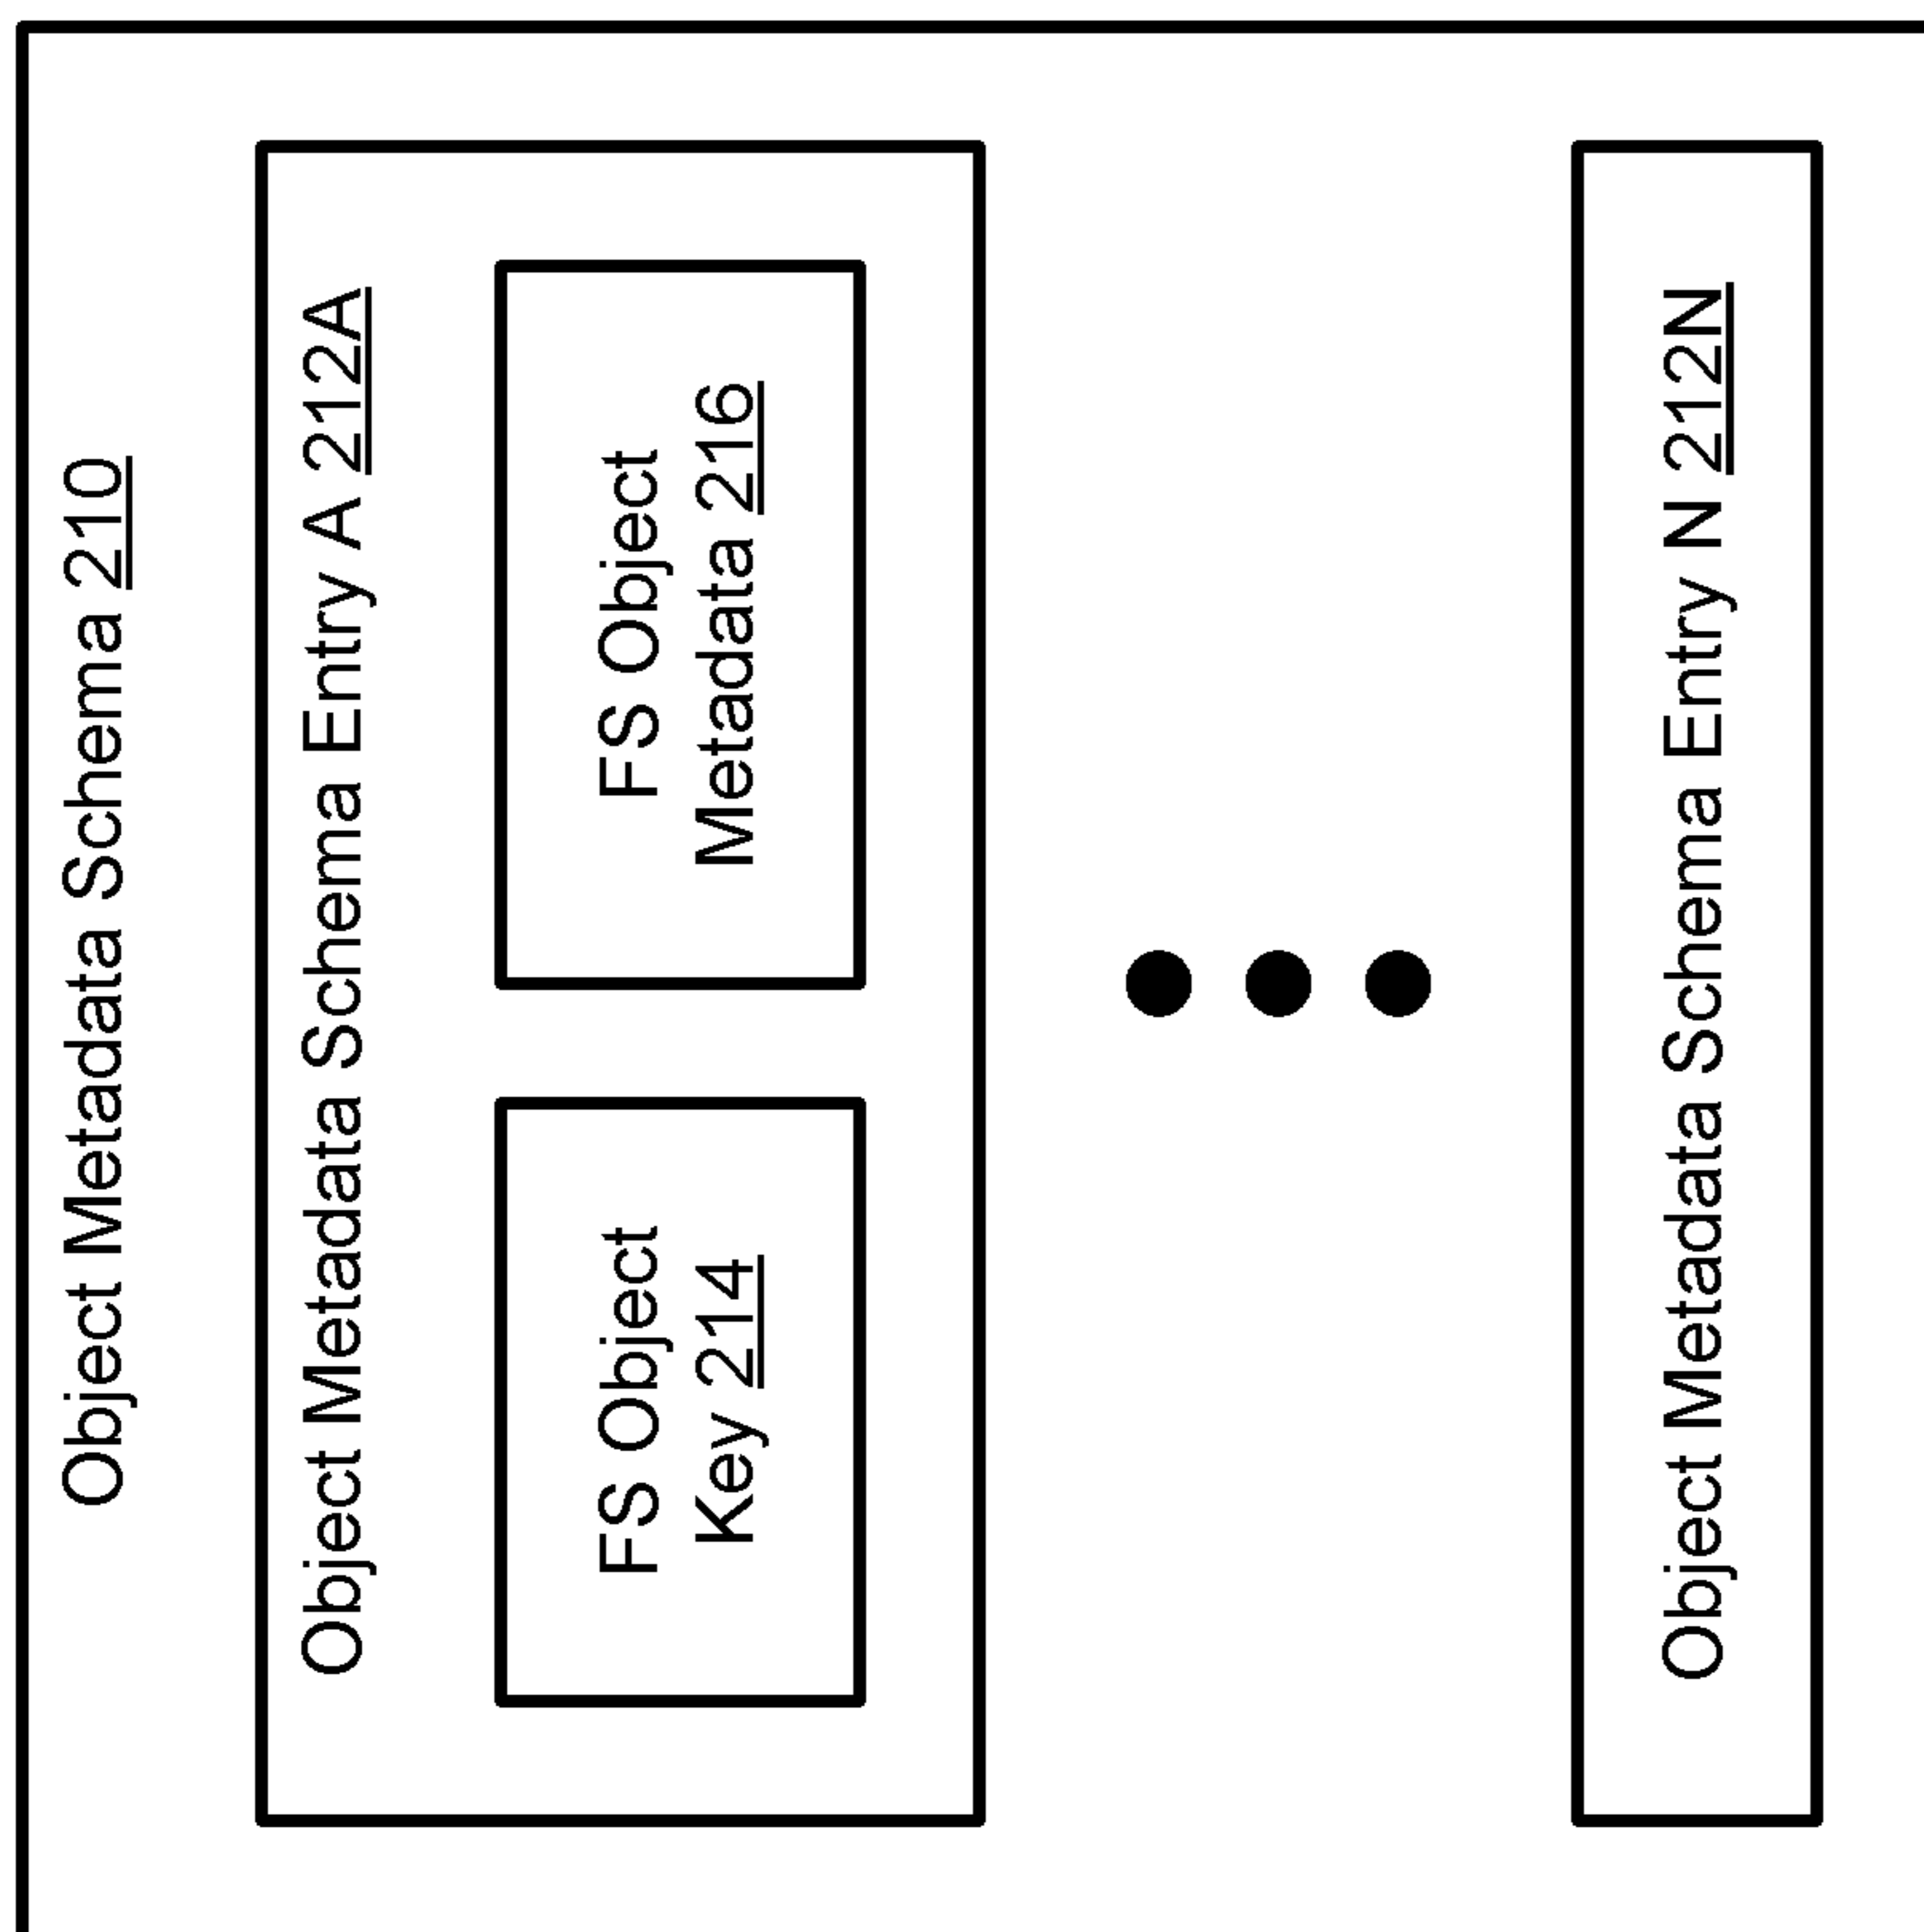 Object Metadata Schema 210
Object Metadata Schema Entry A 212A
FS Object
Key 214
FS Object
Metadata 216
Object Metadata Schema Entry N 212N